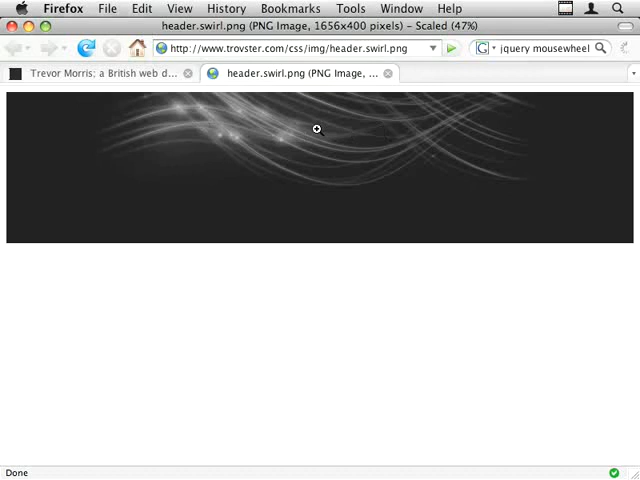 Firefox File Edit View History Bookmarks Tools Window Help
header.swirl.png (PNG Image, 1656x400 pixels) - Scaled (47%)
http://www.trovster.com/css/img/header.swirl.png
jquery mousewheel
Trevor Morris; a British web d...
header.swirl.png (PNG Image, ...
Done